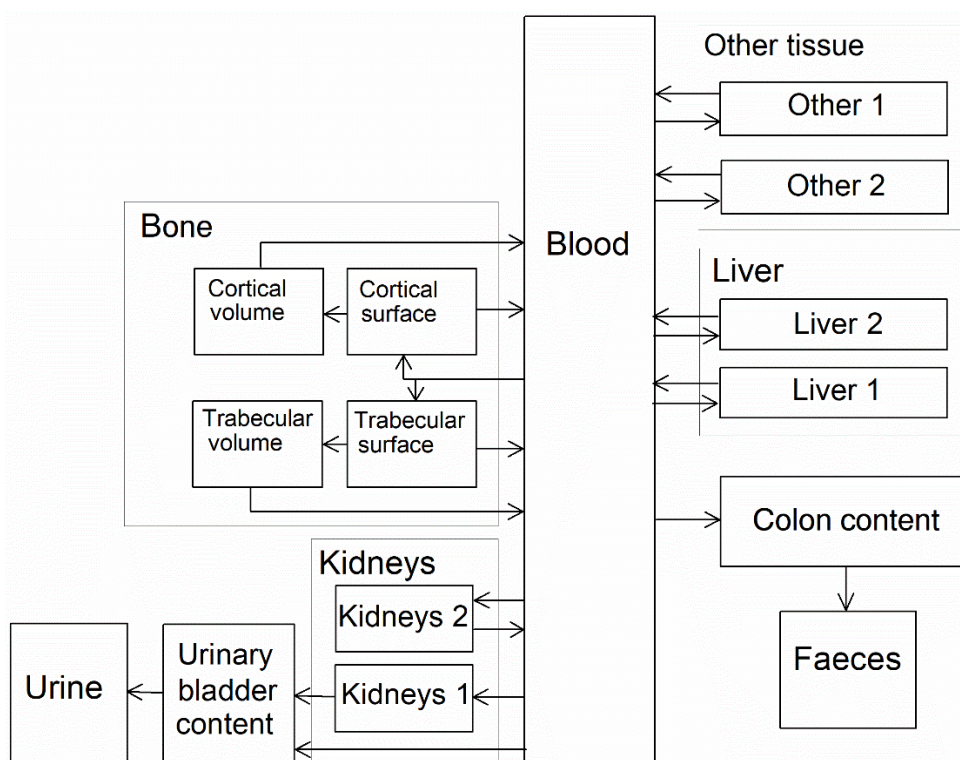 Other tissue
Other 1
Other 2
Blood
Bone
Cortical
volume
Cortical
surface
Trabecular
volume
Trabecular
surface
Liver
Liver 2
Liver 1
Colon content
Faeces
Kidneys
Kidneys 2
Kidneys 1
Urinary
bladder
content
Urine